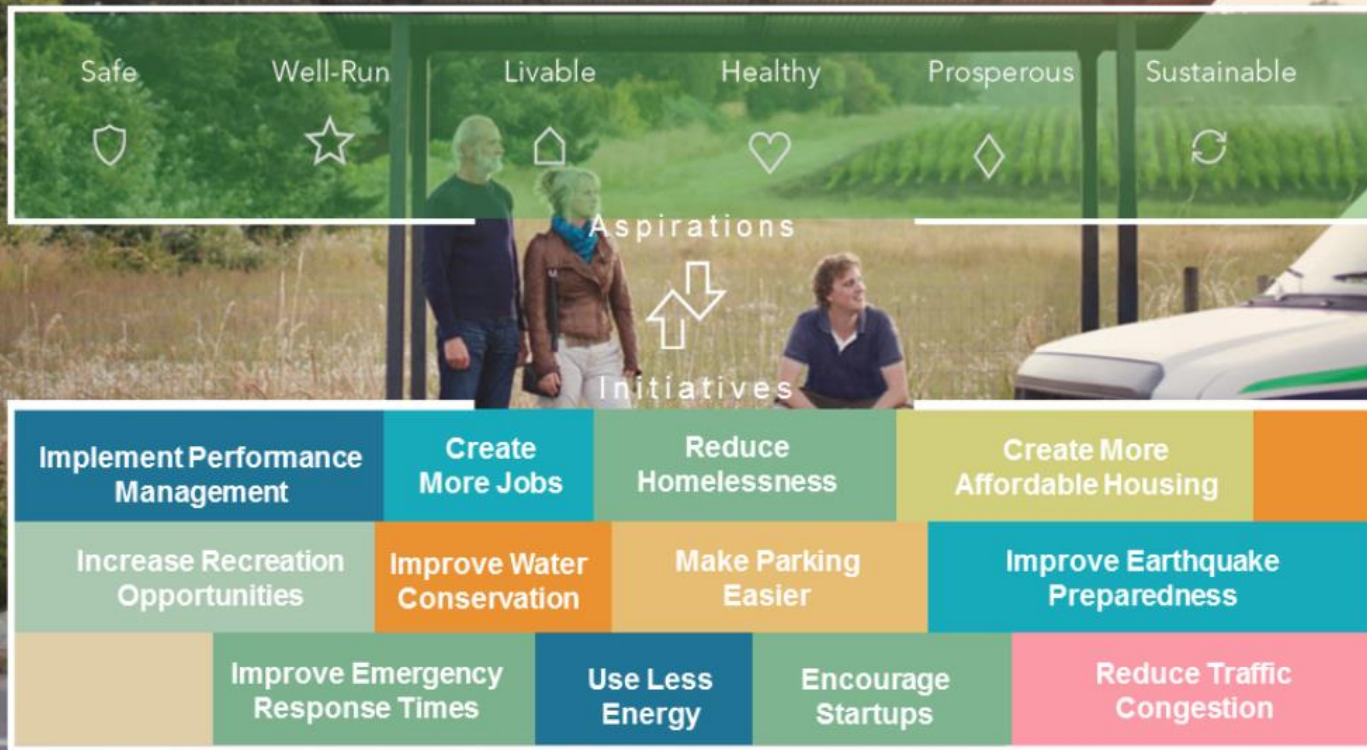 Safe Well-Run Livable Healthy Prosperous Sustainable
Aspirations
Initiatives
Implement Performance
Management
Create
More Jobs
Reduce
Homelessness
Create More
Affordable Housing
Increase Recreation
Opportunities
Improve Water
Conservation
Make Parking
Easier
Improve Earthquake
Preparedness
Improve Emergency
Response Times
Use Less
Energy
Encourage
Startups
Reduce Traffic
Congestion